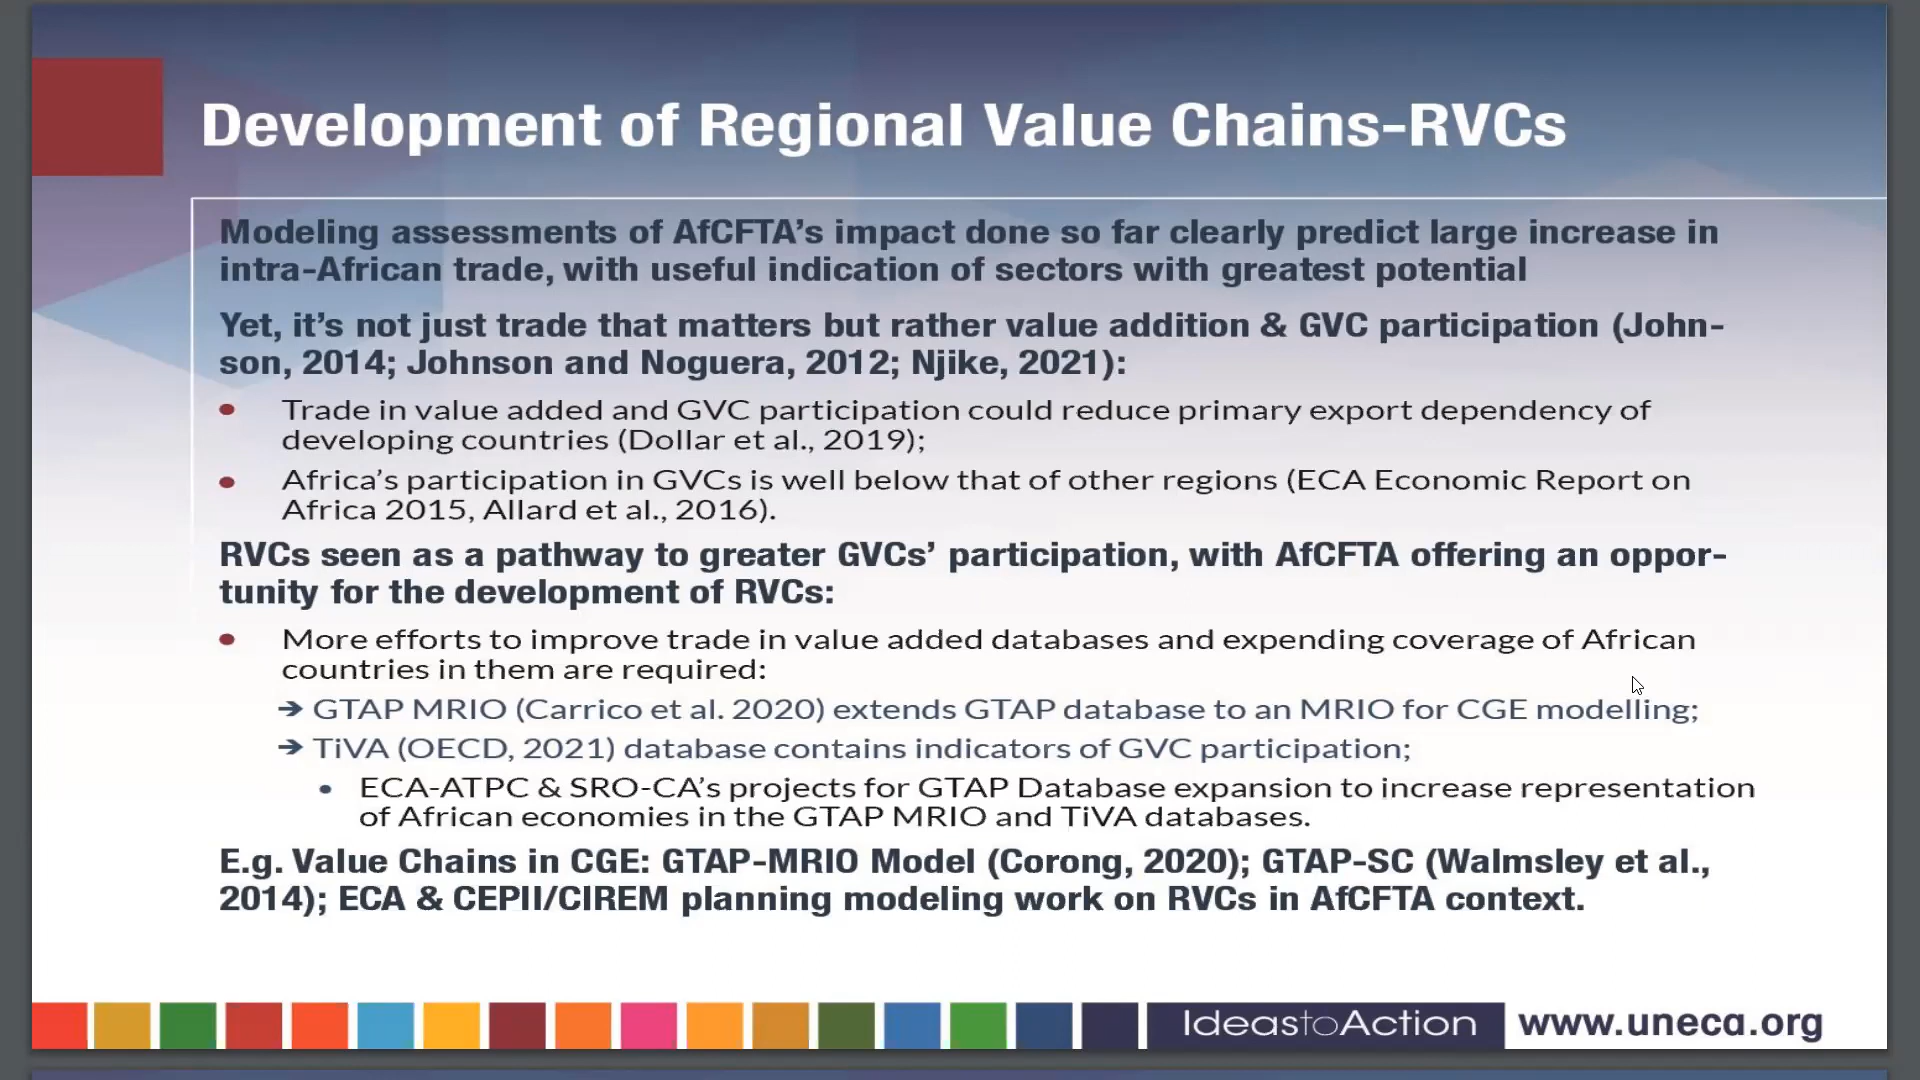 Development of Regional Value Chains-RVCs
Modeling assessments of AfCFTA's impact done so far clearly predict large increase in
intra-African trade, with useful indication of sectors with greatest potential
Yet, it's not just trade that matters but rather value addition & GVC participation (John-
son, 2014; Johnson and Noguera, 2012; Njike, 2021):
• Trade in value added and GVC participation could reduce primary export dependency of
developing countries (Dollar et al., 2019);
• Africa's participation in GVCs is well below that of other regions (ECA Economic Report on
Africa 2015, Allard et al., 2016).
RVCs seen as a pathway to greater GVCs' participation, with AfCFTA offering an oppor-
tunity for the development of RVCs:
• More efforts to improve trade in value added databases and expending coverage of African
countries in them are required:
→ GTAP MRIO (Carrico et al. 2020) extends GTAP database to an MRIO for CGE modelling;
→ TiVA (OECD, 2021) database contains indicators of GVC participation;
• ECA-ATPC & SRO-CA's projects for GTAP Database expansion to increase representation
of African economies in the GTAP MRIO and TiVA databases.
E.g. Value Chains in CGE: GTAP-MRIO Model (Corong, 2020); GTAP-SC (Walmsley et al.,
2014); ECA & CEPII/CIREM planning modeling work on RVCs in AfCFTA context.
IdeastoAction www.uneca.org